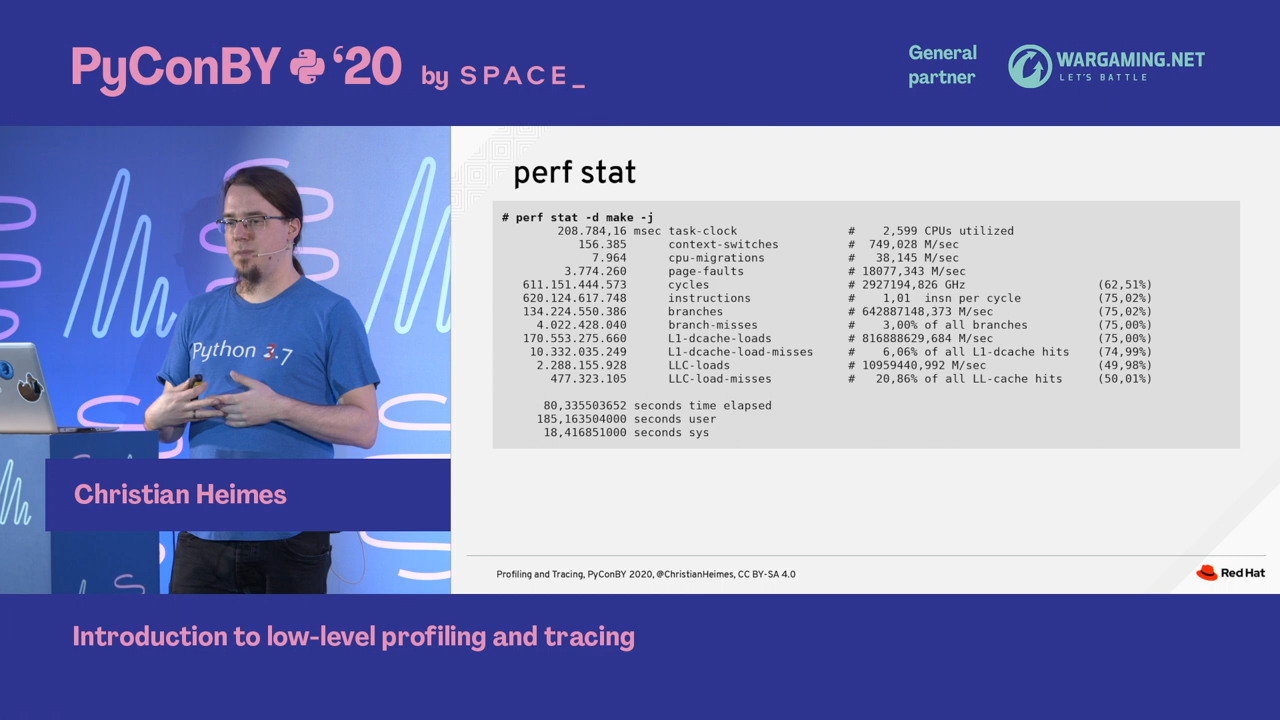 PyConBY '20 by SPACE_
General
partner
WARGAMING.NET
LET'S BATTLE
Python 2.7
Christian Heimes
perf stat
# perf stat -d make -j
208.784,16 msec task-clock # 2,599 CPUs utilized
156.385 context-switches # 749,028 M/sec
7.964 cpu-migrations # 38,145 M/sec
3.774.260 page-faults # 18077,343 M/sec
611.151.444.573 cycles # 2927194,826 GHz (62,51%)
620.124.617.748 instructions # 1,01 insn per cycle (75,02%)
134.224.550.386 branches # 642887148,373 M/sec (75,02%)
4.022.428.040 branch-misses # 3,00% of all branches (75,00%)
170.553.275.660 L1-dcache-loads # 816888629,684 M/sec (75,00%)
10.332.035.249 L1-dcache-load-misses # 6,06% of all L1-dcache hits (74,99%)
2.288.155.928 LLC-loads # 10959440,992 M/sec (49,98%)
477.323.105 LLC-load-misses # 20,86% of all LL-cache hits (50,01%)
80,335503652 seconds time elapsed
185,163504000 seconds user
18,416851000 seconds sys
Profiling and Tracing, PyConBY 2020, @ChristianHeimes, CC BY-SA 4.0
Red Hat
Introduction to low-level profiling and tracing